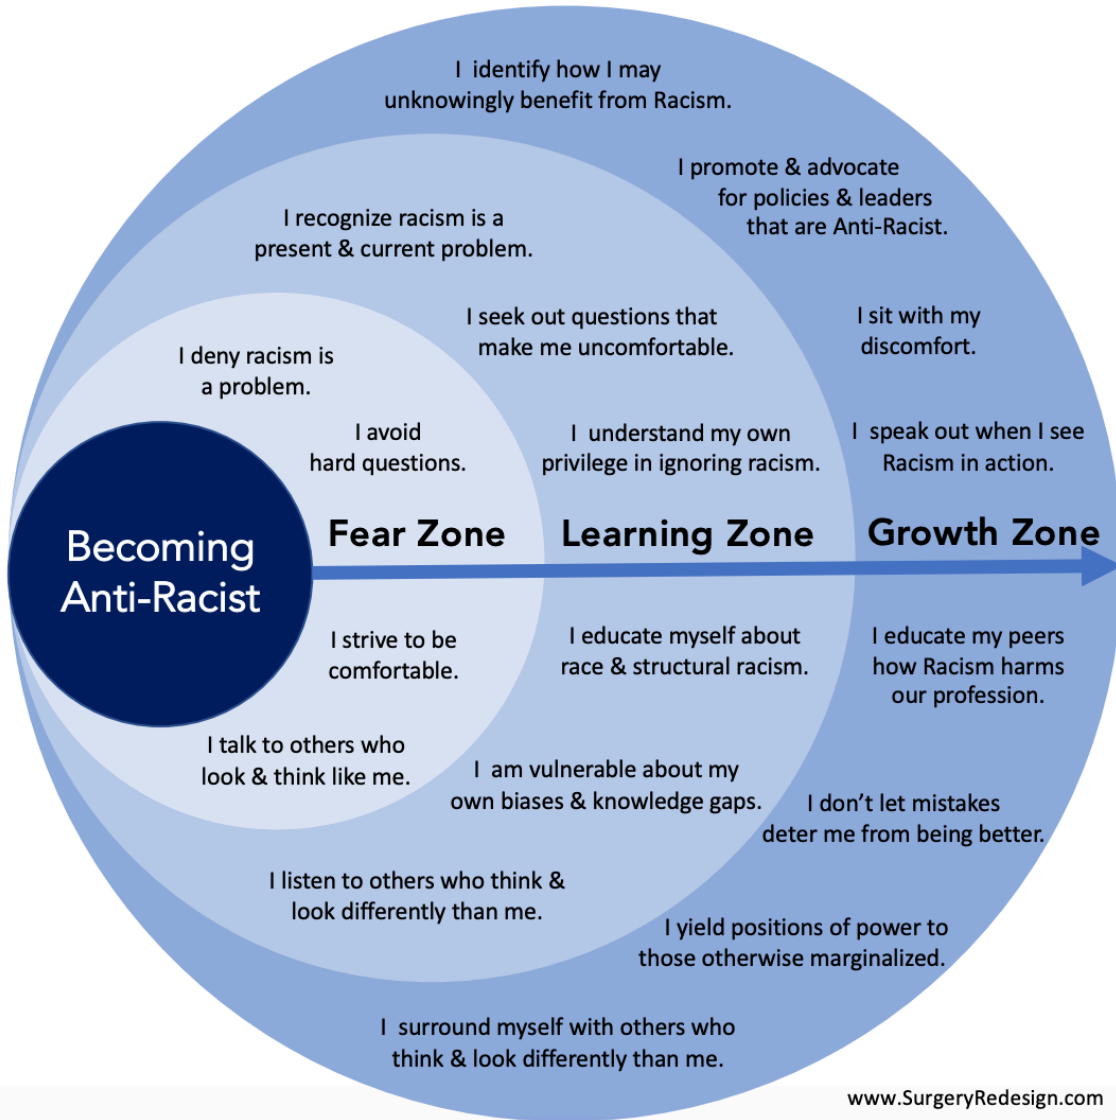 I identify how I may
unknowingly benefit from Racism.
I promote & advocate
for policies & leaders
that are Anti-Racist.
I recognize racism is a
present & current problem.
I seek out questions that
make me uncomfortable.
I sit with my
discomfort.
I deny racism is
a problem.
I avoid
hard questions.
I understand my own
privilege in ignoring racism.
I speak out when I see
Racism in action.
Becoming
Anti-Racist
Fear Zone
Learning Zone
Growth Zone
I strive to be
comfortable.
I educate myself about
race & structural racism.
I educate my peers
how Racism harms
our profession.
I talk to others who
look & think like me.
I am vulnerable about my
own biases & knowledge gaps.
I don’t let mistakes
deter me from being better.
I listen to others who think &
look differently than me.
I yield positions of power to
those otherwise marginalized.
I surround myself with others who
think & look differently than me.
www.SurgeryRedesign.com